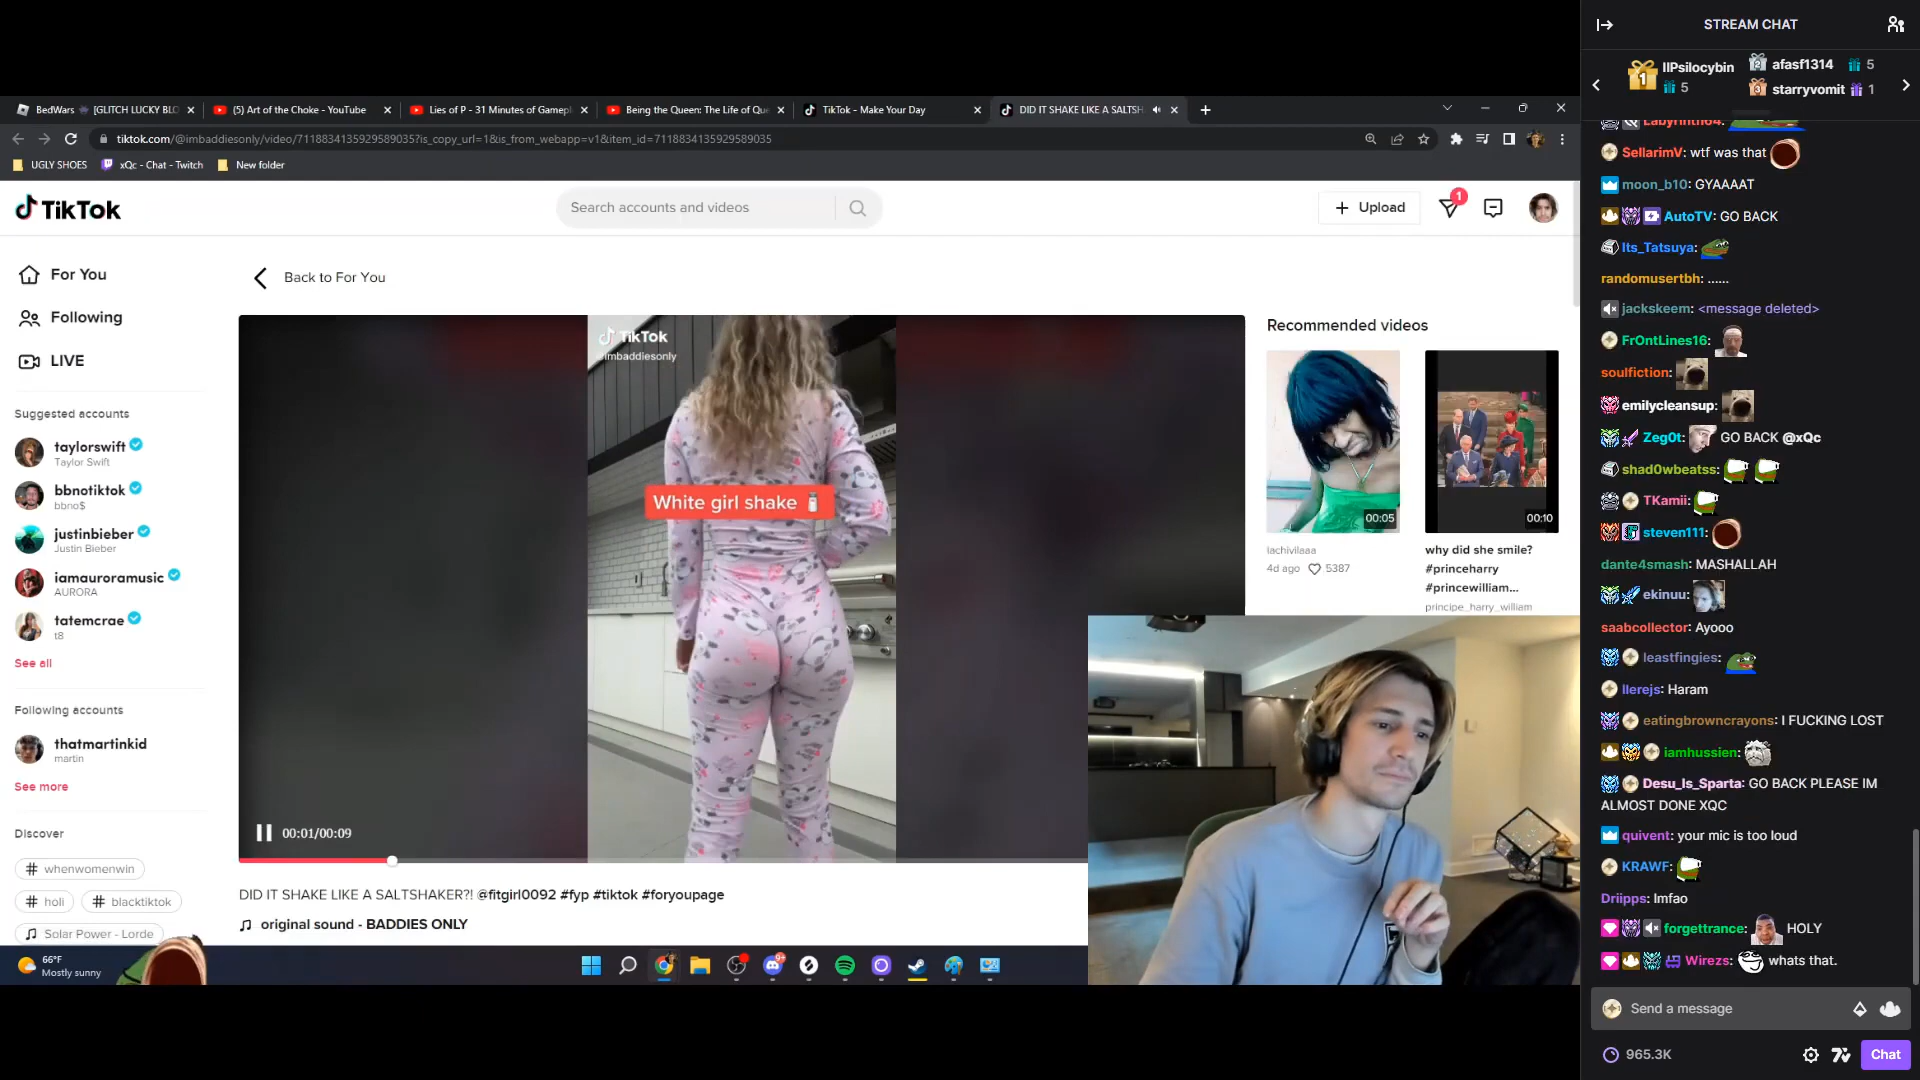 BedWars [GLITCH LUCKY BLO
(5) Art of the Choke - YouTube
Lies of P - 31 Minutes of Gamepl
Being the Queen: The Life of Que
TikTok - Make Your Day
DID IT SHAKE LIKE A SALTSH
tiktok.com/@imbaddiesonly/video/7118834135929589035?is_copy_url=1&is_from_webapp=v1&item_id=7118834135929589035
UGLY SHOES
xQc - Chat - Twitch
New folder
TikTok
Search accounts and videos
Upload
1
For You
Following
LIVE
Suggested accounts
taylorswift
Taylor Swift
bbnotiktok
bbno$
justinbieber
Justin Bieber
iamauroramusic
AURORA
tatemcrae
t8
See all
Following accounts
thatmartinkid
martin
See more
Discover
# whenwomenwin
# holi
# blacktiktok
Solar Power - Lorde
Back to For You
TikTok
@imbaddiesonly
White girl shake
00:01/00:09
DID IT SHAKE LIKE A SALTSHAKER?! @fitgirl0092 #fyp #tiktok #foryoupage
original sound - BADDIES ONLY
Recommended videos
00:05
lachivilaaa
4d ago 5387
00:10
why did she smile?
#princeharry
#princewilliam...
principe_harry_william
66°F
Mostly sunny
9+
STREAM CHAT
1 IIPsilocybin
5
2 afasf1314 5
3 starryvomit 1
Labyrinth64:
SellarimV: wtf was that
moon_b10: GYAAAAT
AutoTV: GO BACK
Its_Tatsuya:
randomusertbh: ......
jackskeem: <message deleted>
FrOntLines16:
soulfiction:
emilycleansup:
Zeg0t: GO BACK @xQc
shad0wbeatss:
TKamii:
steven111:
dante4smash: MASHALLAH
ekinuu:
saabcollector: Ayooo
leastfingies:
llerejs: Haram
eatingbrowncrayons: I FUCKING LOST
iamhussien:
Desu_Is_Sparta: GO BACK PLEASE IM
ALMOST DONE XQC
quivent: your mic is too loud
KRAWF:
Driipps: lmfao
forgettrance: HOLY
Wirezs: whats that.
Send a message
965.3K
Chat